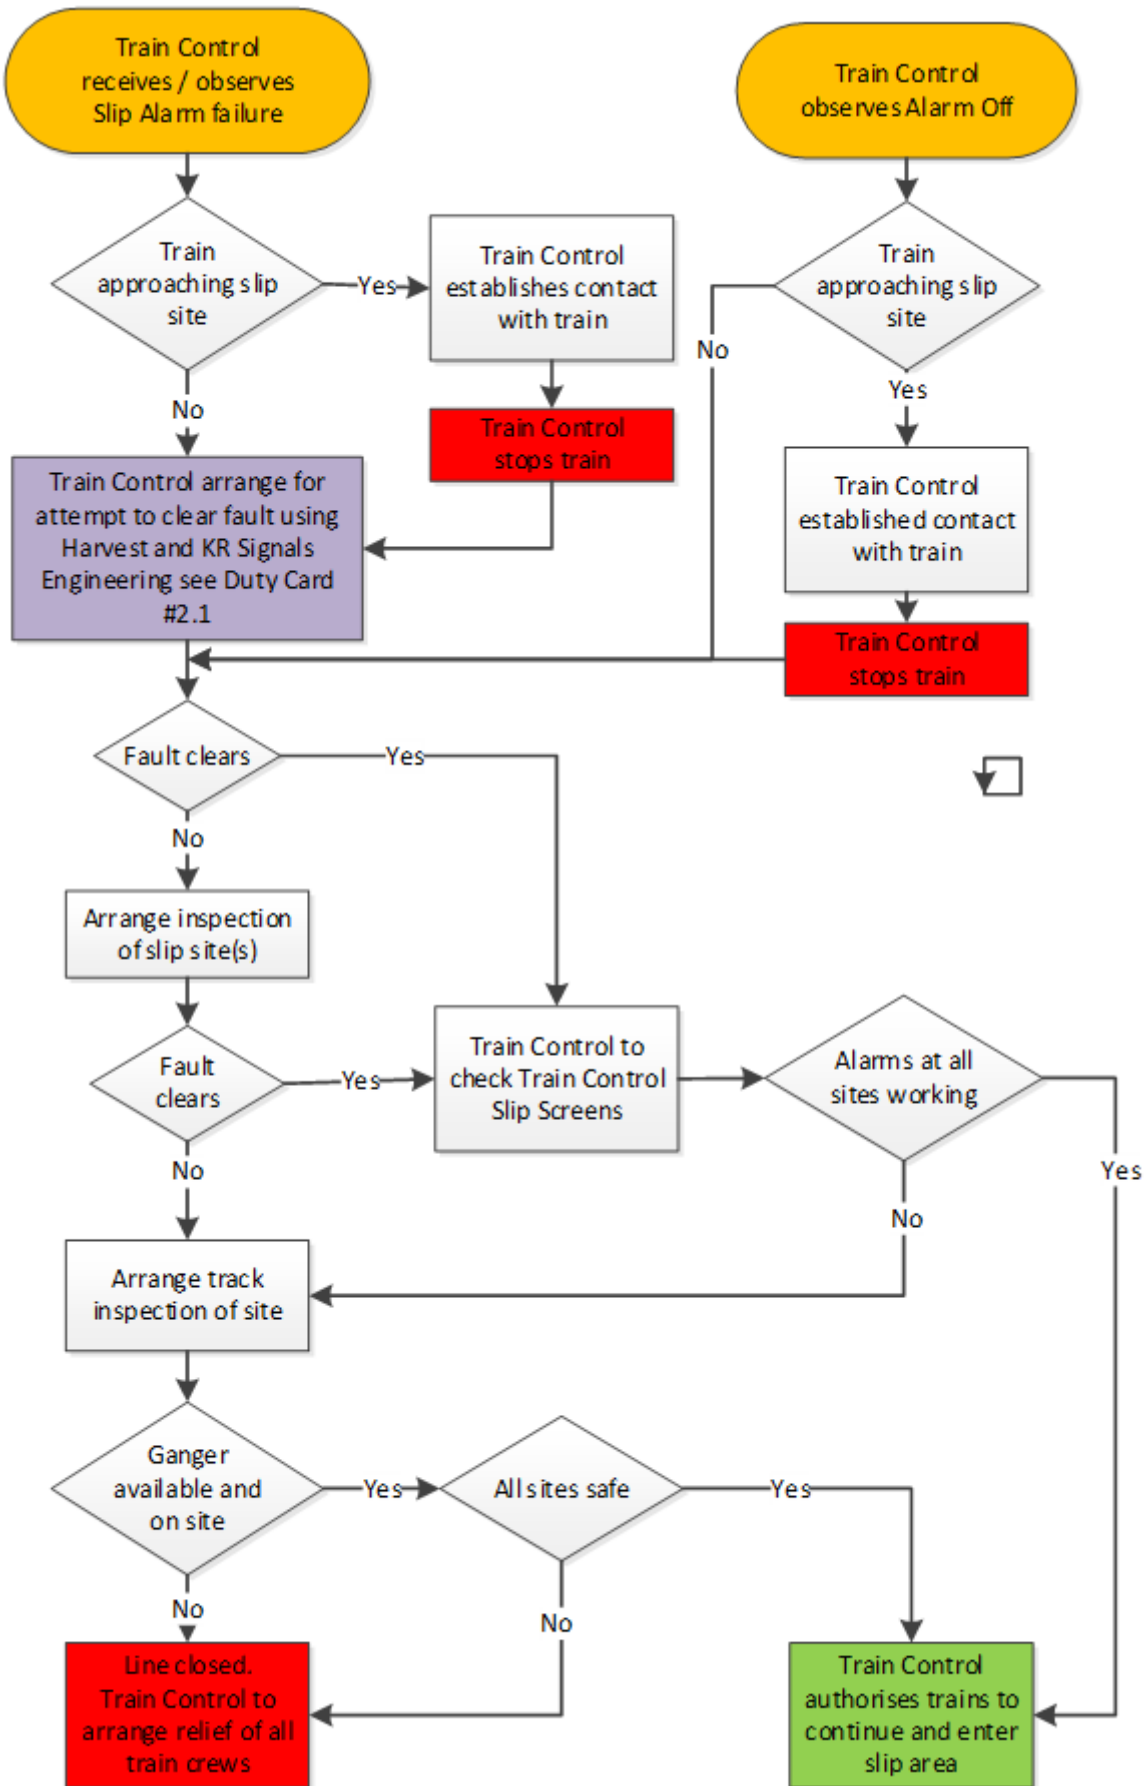 Train Control
receives / observes
Slip Alarm failure
Train Control
observes Alarm Off
Train
approaching slip
site
Yes
Train Control
establishes contact
with train
Train
approaching slip
site
No
Yes
No
Train Control
stops train
Train Control arrange for
attempt to clear fault using
Harvest and KR Signals
Engineering see Duty Card
#2.1
Train Control
established contact
with train
Train Control
stops train
Fault clears
Yes
No
Arrange inspection
of slip site(s)
Fault
clears
Yes
Train Control to
check Train Control
Slip Screens
Alarms at all
sites working
Yes
No
No
Arrange track
inspection of site
Ganger
available and
on site
Yes
All sites safe
Yes
No
No
Line closed.
Train Control to
arrange relief of all
train crews
Train Control
authorises trains to
continue and enter
slip area